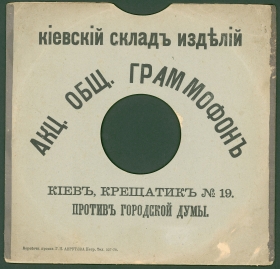 КІЕВСКІЙ СКЛАДЪ ИЗДѢЛІЙ
АКЦ. ОБЩ. ГРАММОФОНЪ
КІЕВЪ, КРЕЩАТИКЪ № 19.
ПРОТИВЪ ГОРОДСКОЙ ДУМЫ.